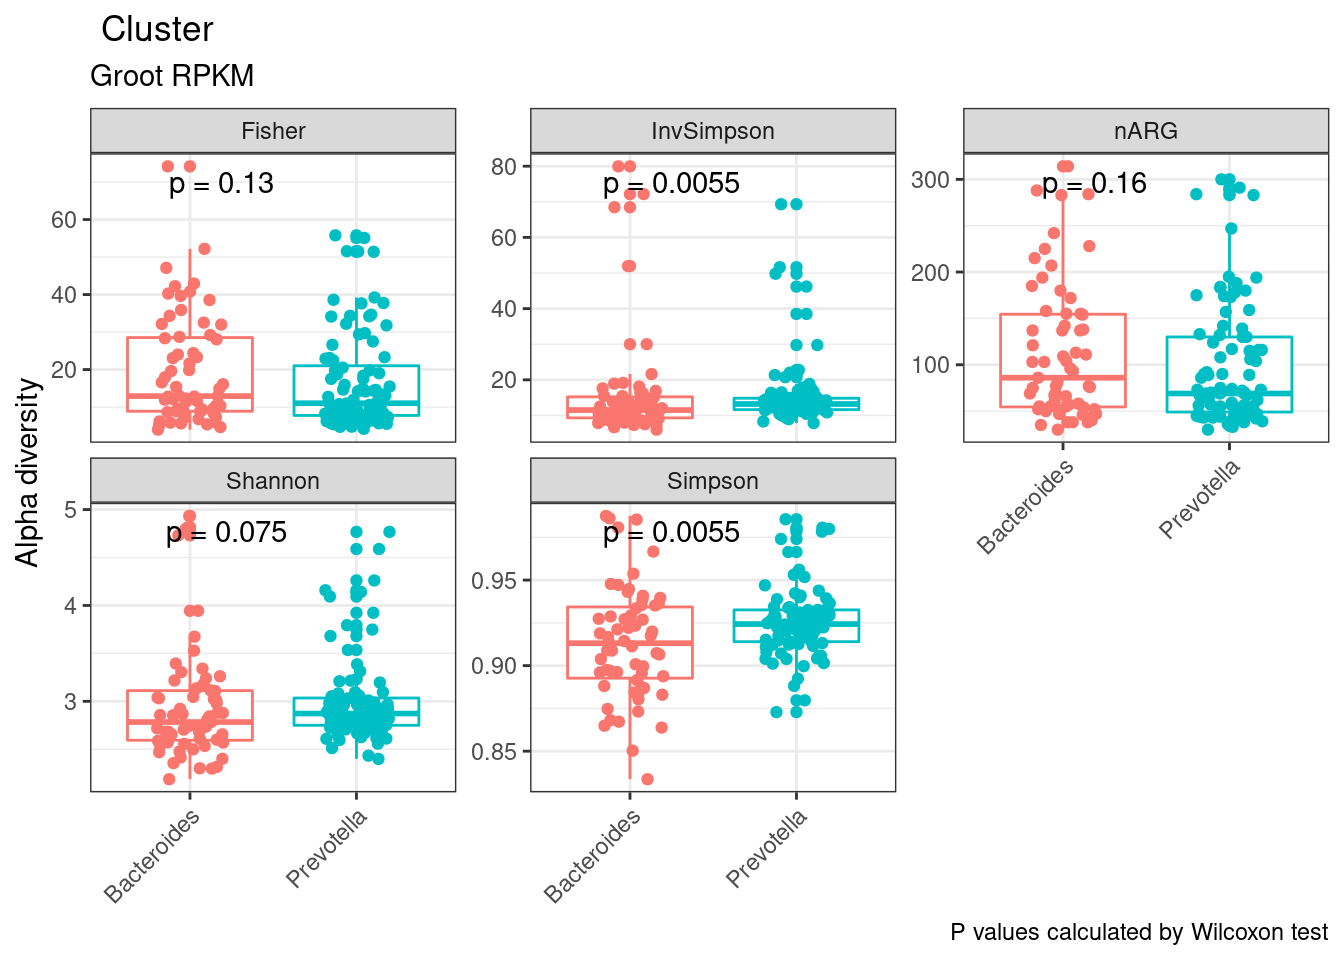 Cluster
Groot RPKM
Fisher
InvSimpson
nARG
p = 0.13
p = 0.0055
p = 0.16
60
40
20
80
60
40
20
300
200
100
Alpha diversity
Shannon
Simpson
p = 0.075
p = 0.0055
5
4
3
0.95
0.90
0.85
Bacteroides
Prevotella
Bacteroides
Prevotella
Bacteroides
Prevotella
P values calculated by Wilcoxon test